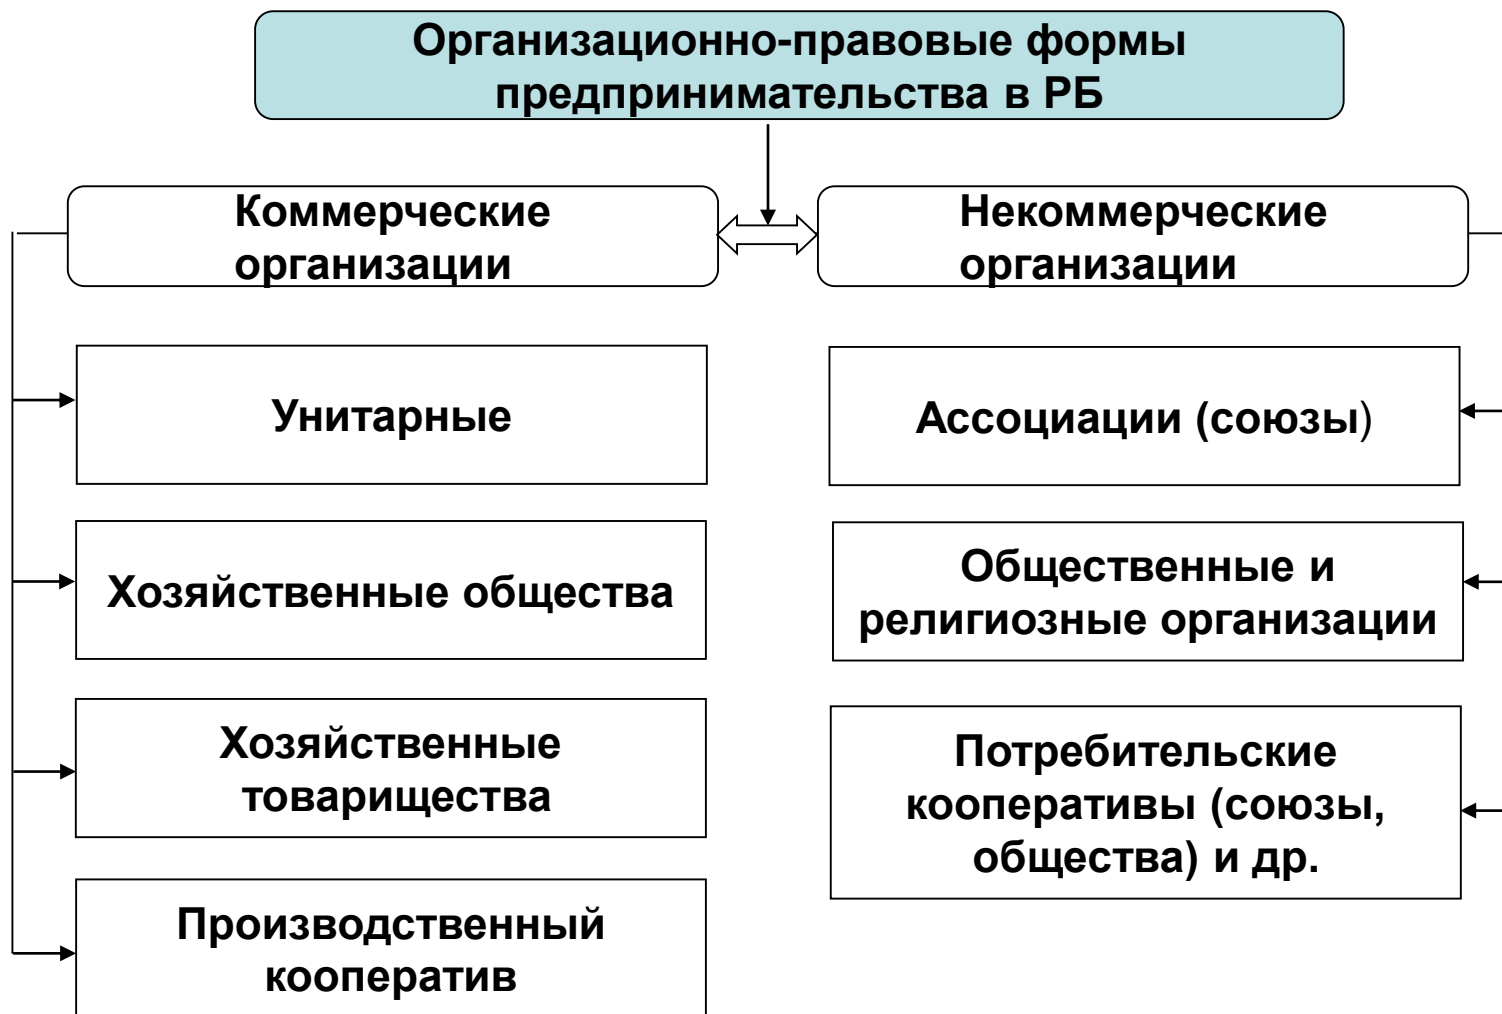 Организационно-правовые формы
предпринимательства в РБ
Коммерческие
организации
Некоммерческие
организации
Унитарные
Хозяйственные общества
Хозяйственные
товарищества
Производственный
кооператив
Ассоциации (союзы)
Общественные и
религиозные организации
Потребительские
кооперативы (союзы,
общества) и др.